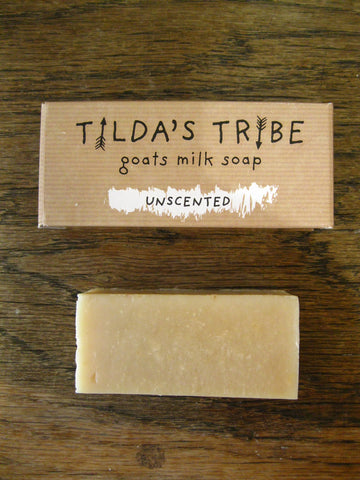 TILDA'S TRIBE
goats milk soap
UNSCENTED